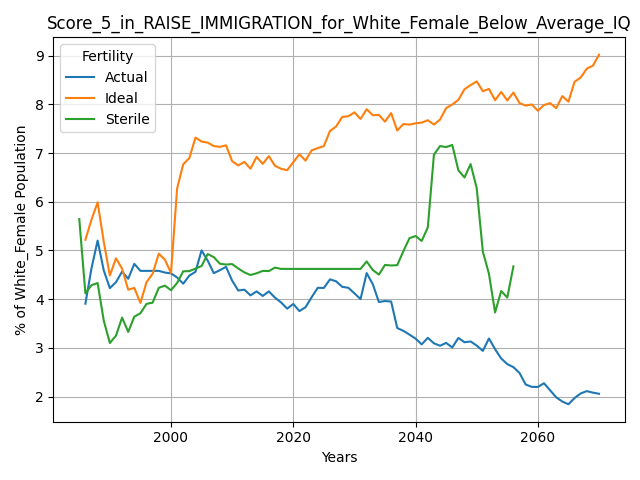 Score_5_in_RAISE_IMMIGRATION_for_White_Female_Below_Average_IQ
Fertility
Actual
Ideal
Sterile
% of White_Female Population
9
8
7
6
5
4
3
2
2000 2020 2040 2060
Years